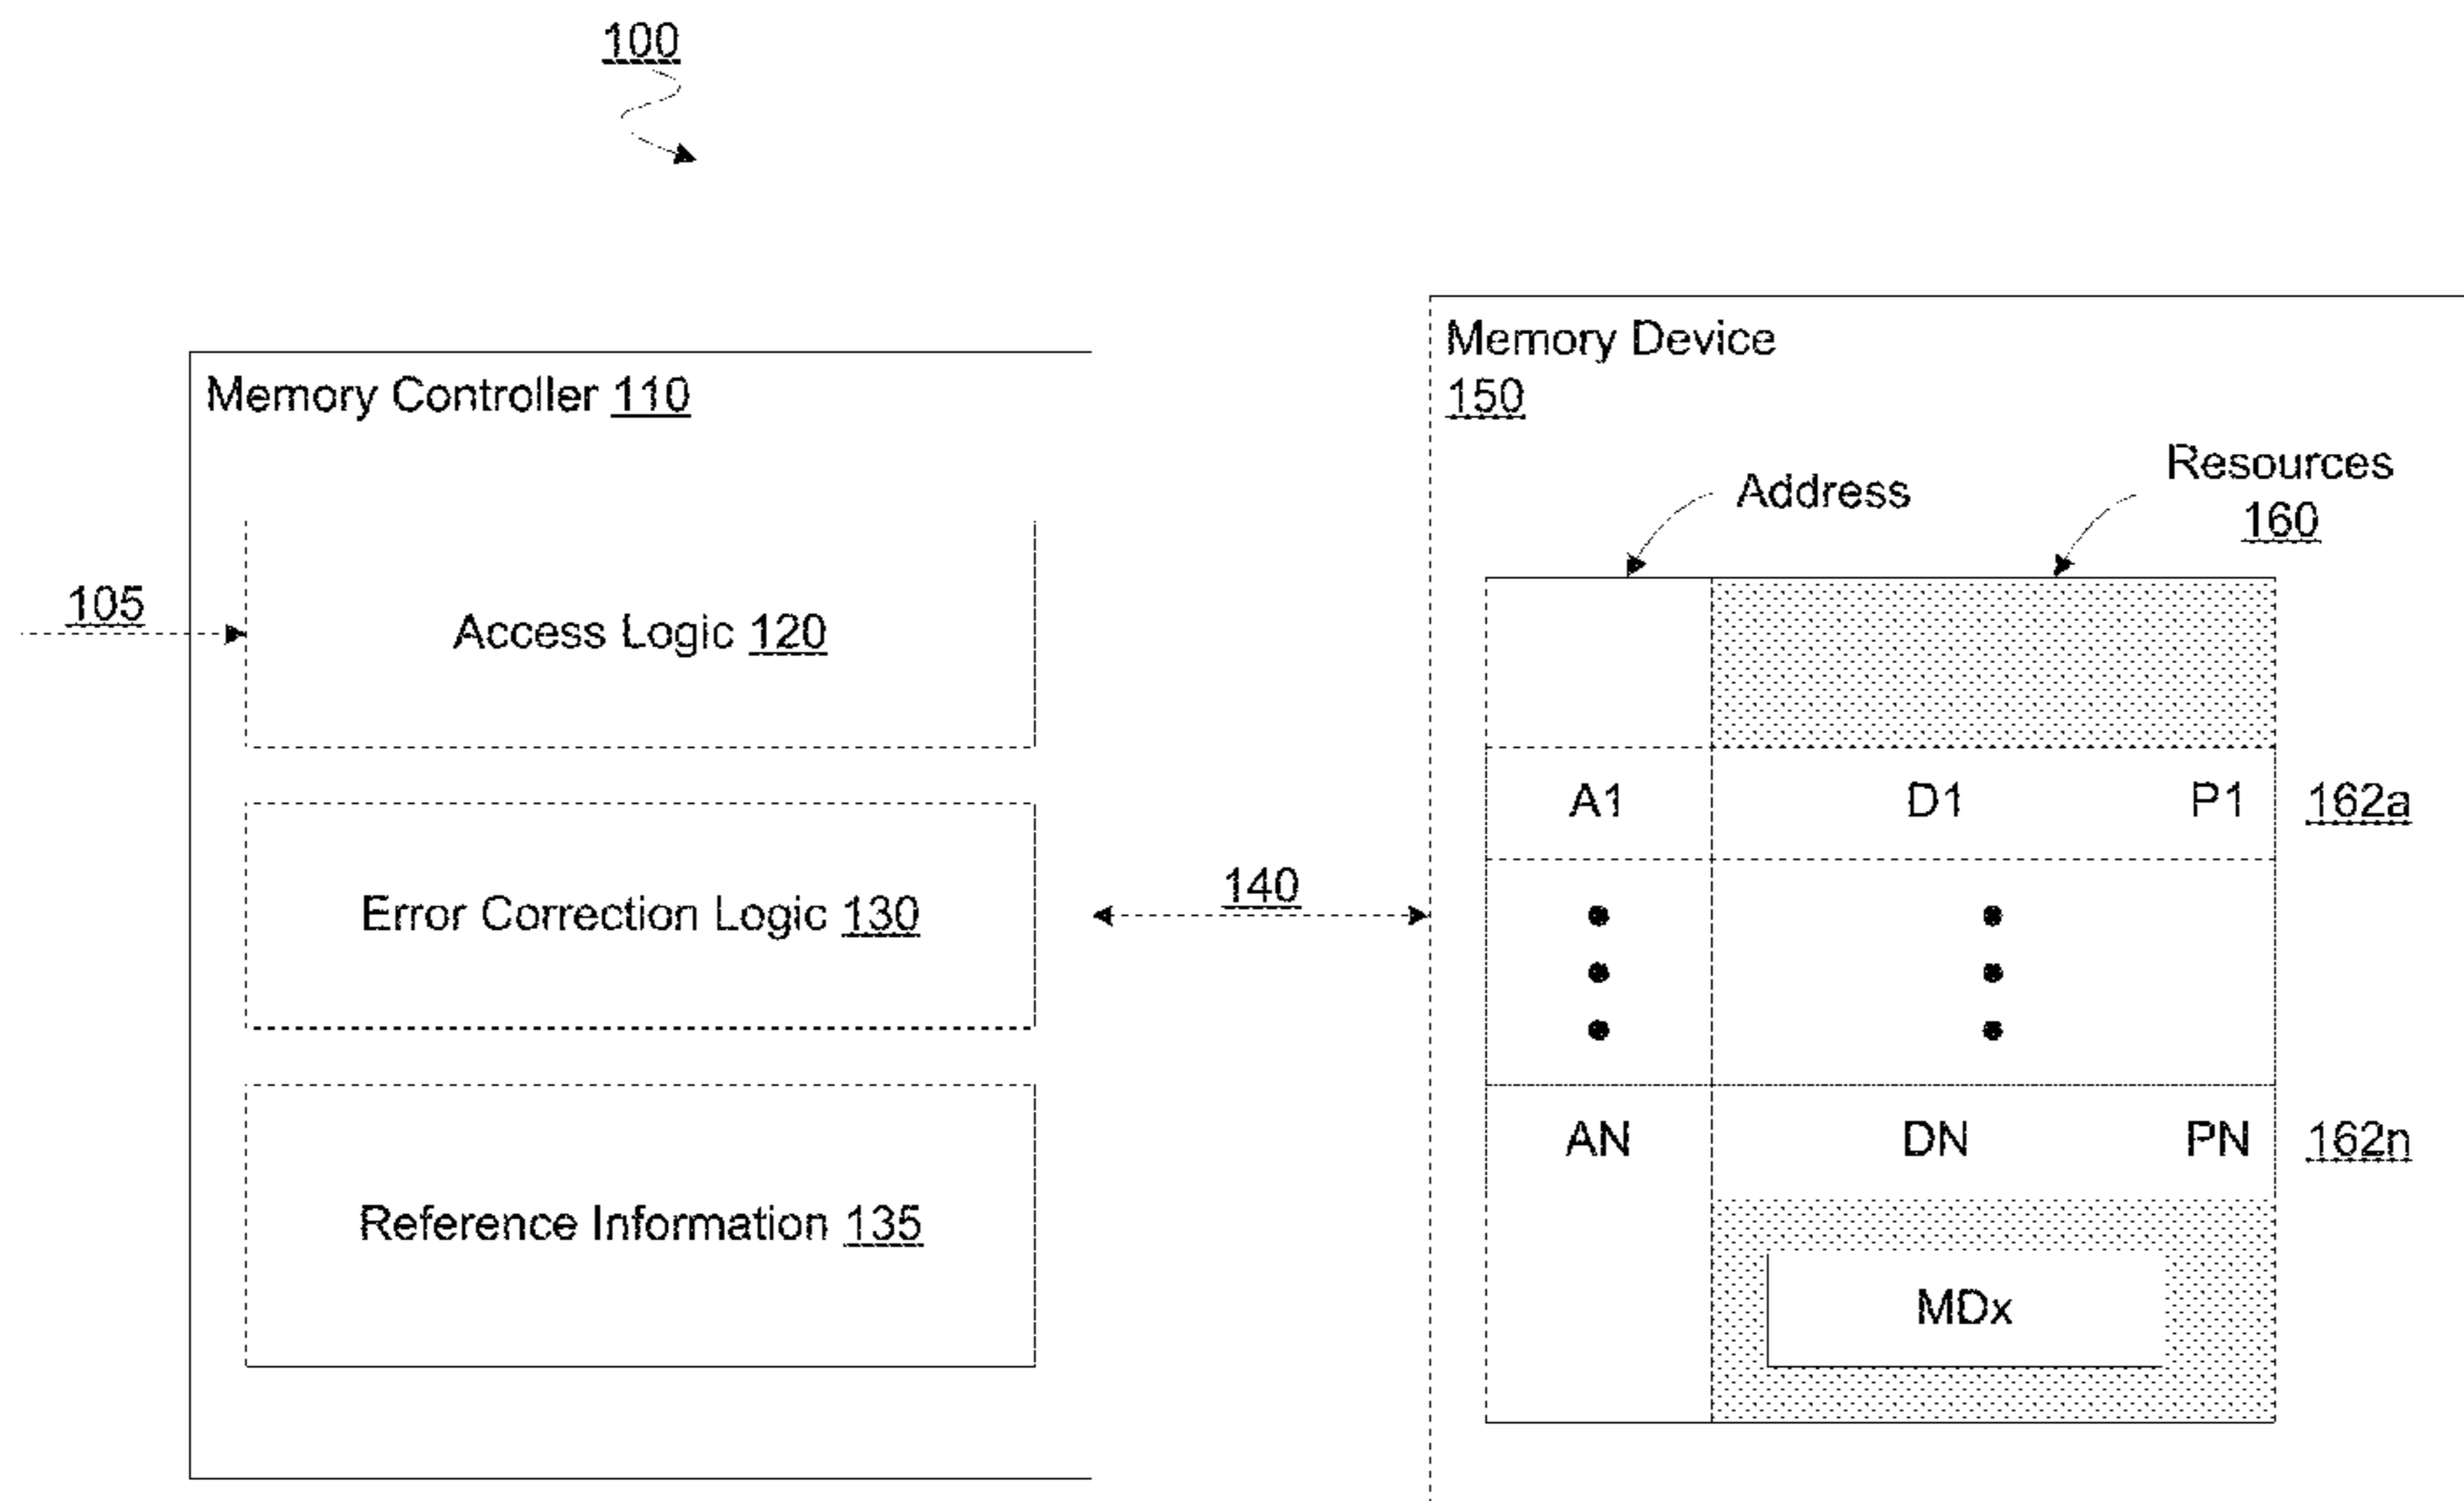 100
Memory Controller 110
105
Access Logic 120
Error Correction Logic 130
Reference Information 135
140
Memory Device
150
Address
Resources
160
A1 D1 P1 162a
AN DN PN 162n
MDx